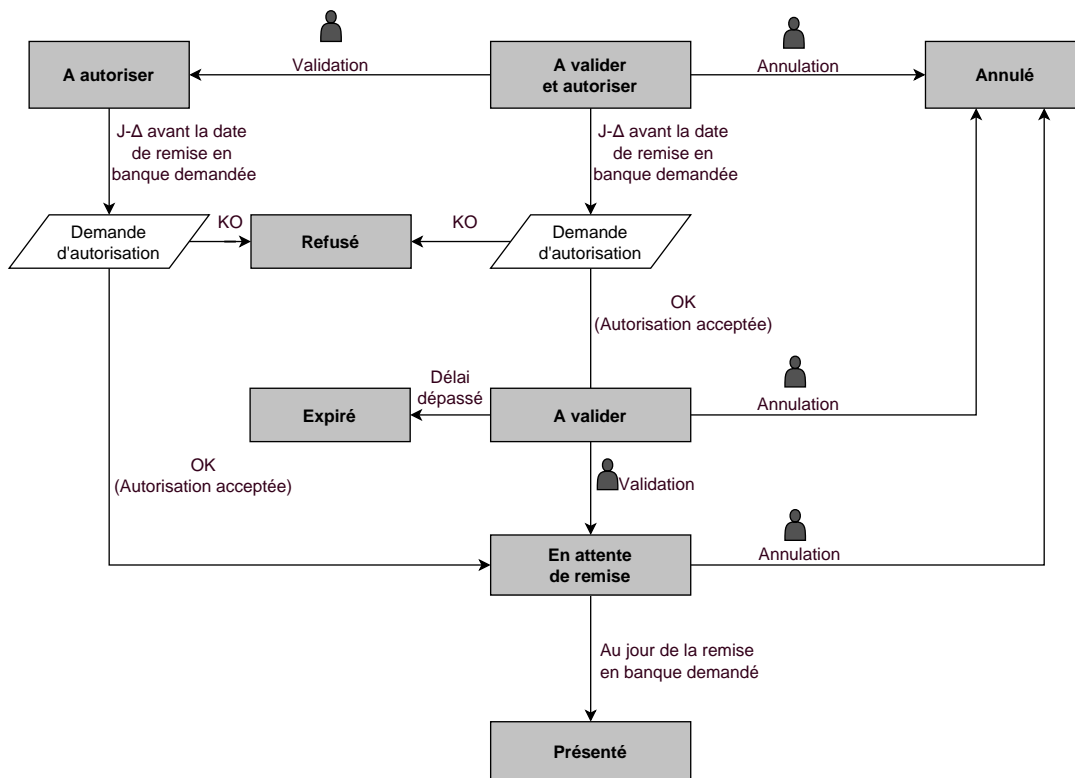 Validation
Annulation
A autoriser
A valider
et autoriser
Annulé
J-Δ avant la date
de remise en
banque demandée
J-Δ avant la date
de remise en
banque demandée
Demande
d'autorisation
KO
Refusé
KO
Demande
d'autorisation
OK
(Autorisation acceptée)
Délai
dépassé
Expiré
A valider
Annulation
OK
(Autorisation acceptée)
Validation
En attente
de remise
Annulation
Au jour de la remise
en banque demandé
Présenté